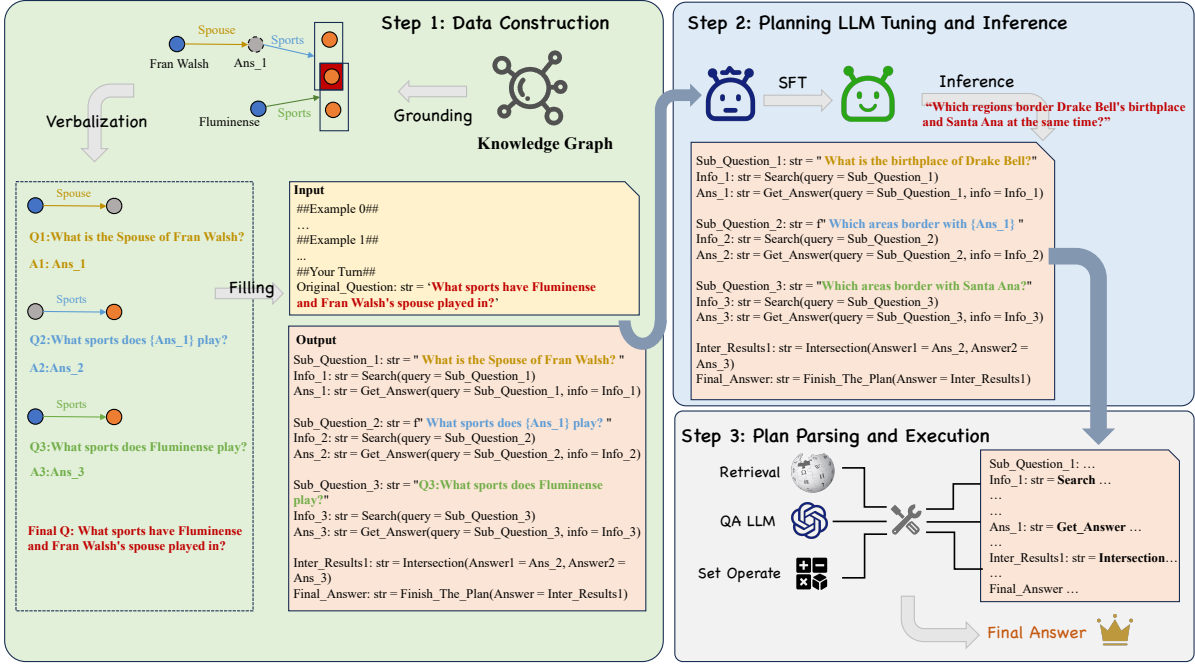 Step 1: Data Construction
Spouse
Sports
Fran Walsh
Ans_1
Fluminense
Sports
Grounding
Knowledge Graph
Verbalization
Spouse
Q1:What is the Spouse of Fran Walsh?
A1: Ans_1
Sports
Q2:What sports does {Ans_1} play?
A2:Ans_2
Sports
Q3:What sports does Fluminense play?
A3:Ans_3
Final Q: What sports have Fluminense
and Fran Walsh's spouse played in?
Filling
Input
##Example 0##
…
##Example 1##
...
##Your Turn##
Original_Question: str = ‘What sports have Fluminense
and Fran Walsh's spouse played in?’
Output
Sub_Question_1: str = " What is the Spouse of Fran Walsh? "
Info_1: str = Search(query = Sub_Question_1)
Ans_1: str = Get_Answer(query = Sub_Question_1, info = Info_1)
Sub_Question_2: str = f" What sports does {Ans_1} play? "
Info_2: str = Search(query = Sub_Question_2)
Ans_2: str = Get_Answer(query = Sub_Question_2, info = Info_2)
Sub_Question_3: str = "Q3:What sports does Fluminense
play?"
Info_3: str = Search(query = Sub_Question_3)
Ans_3: str = Get_Answer(query = Sub_Question_3, info = Info_3)
Inter_Results1: str = Intersection(Answer1 = Ans_2, Answer2 =
Ans_3)
Final_Answer: str = Finish_The_Plan(Answer = Inter_Results1)
Step 2: Planning LLM Tuning and Inference
SFT
Inference
“Which regions border Drake Bell's birthplace
and Santa Ana at the same time?”
Sub_Question_1: str = " What is the birthplace of Drake Bell?"
Info_1: str = Search(query = Sub_Question_1)
Ans_1: str = Get_Answer(query = Sub_Question_1, info = Info_1)
Sub_Question_2: str = f" Which areas border with {Ans_1} "
Info_2: str = Search(query = Sub_Question_2)
Ans_2: str = Get_Answer(query = Sub_Question_2, info = Info_2)
Sub_Question_3: str = "Which areas border with Santa Ana?"
Info_3: str = Search(query = Sub_Question_3)
Ans_3: str = Get_Answer(query = Sub_Question_3, info = Info_3)
Inter_Results1: str = Intersection(Answer1 = Ans_2, Answer2 =
Ans_3)
Final_Answer: str = Finish_The_Plan(Answer = Inter_Results1)
Step 3: Plan Parsing and Execution
Retrieval
QA LLM
Set Operate
Sub_Question_1: …
Info_1: str = Search …
…
…
Ans_1: str = Get_Answer …
…
Inter_Results1: str = Intersection…
…
Final_Answer …
Final Answer